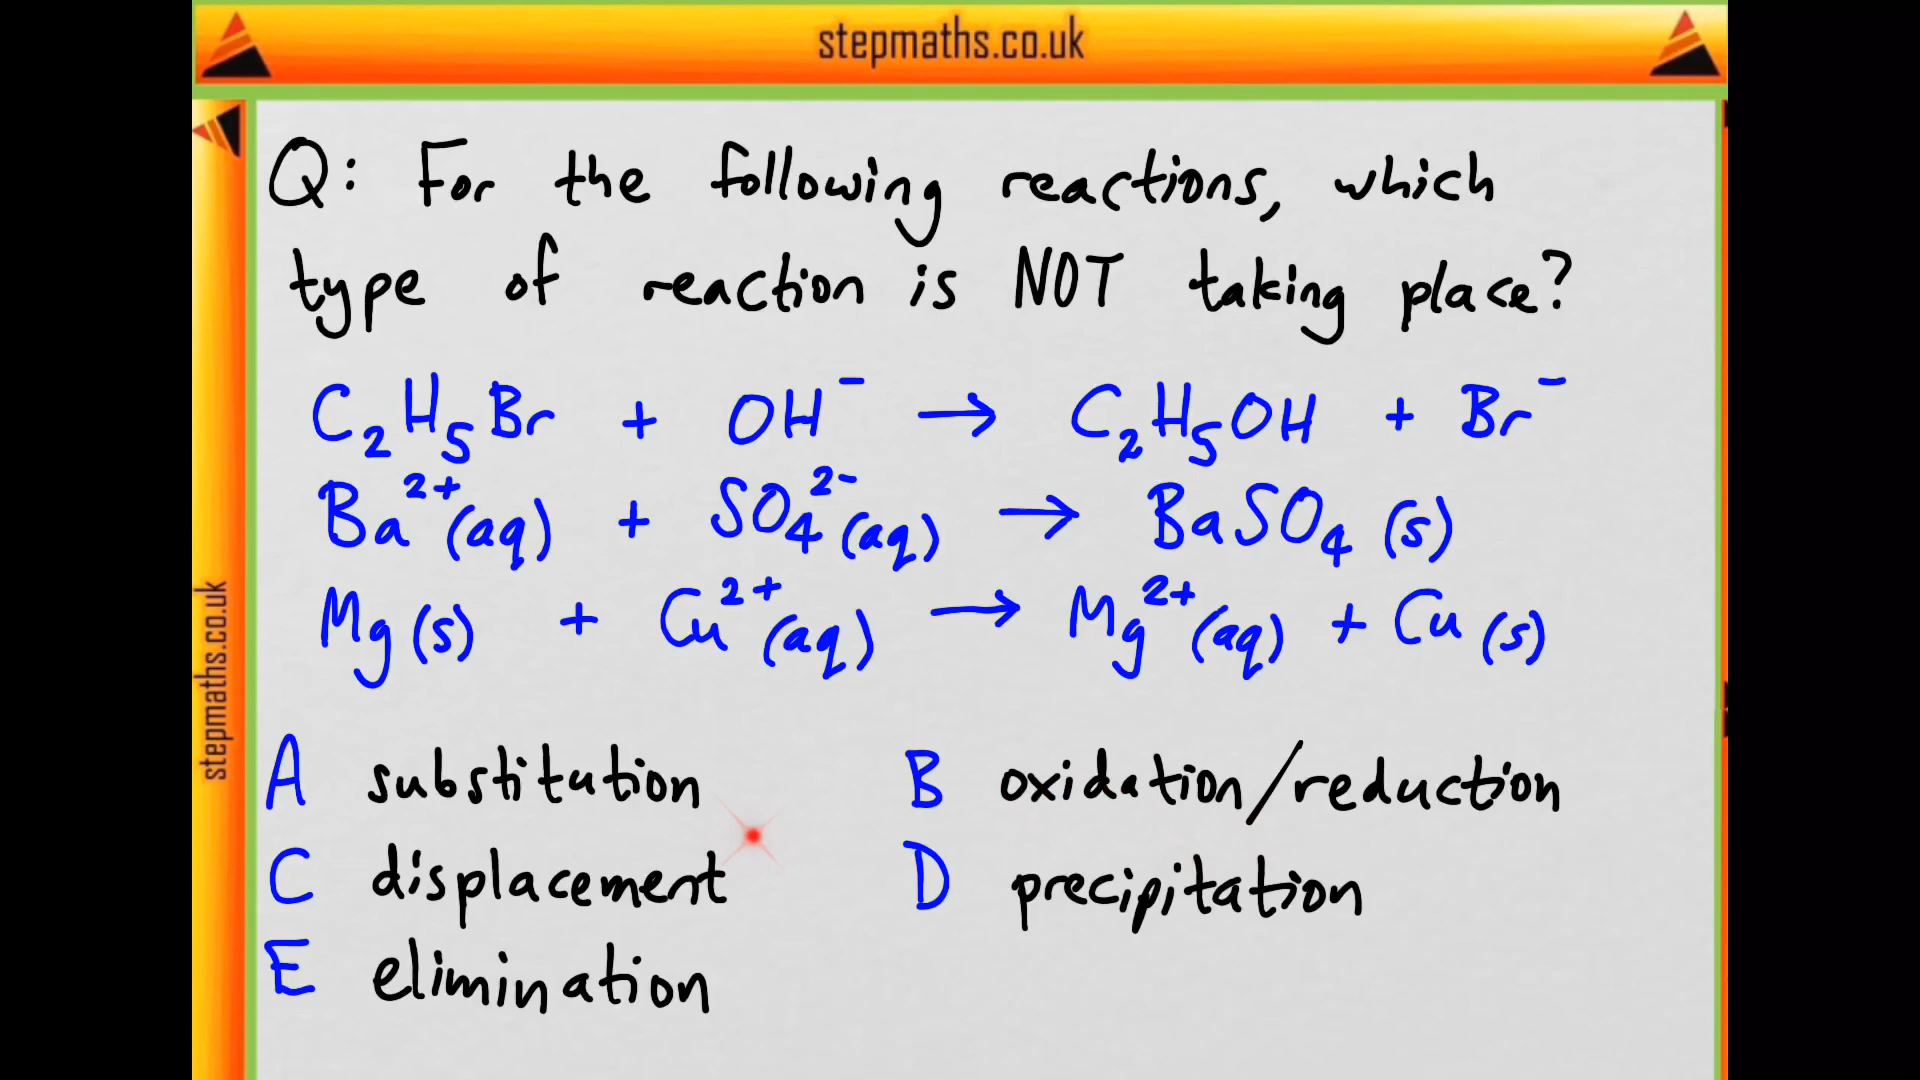 stepmaths.co.uk
stepmaths.co.uk
Q: For the following reactions, which
type of reaction is NOT taking place?
C₂H₅Br + OH⁻ → C₂H₅OH + Br⁻
Ba²⁺(aq) + SO₄²⁻(aq) → BaSO₄ (s)
Mg(s) + Cu²⁺(aq) → Mg²⁺(aq) + Cu (s)
A substitution B oxidation/reduction
C displacement D precipitation
E elimination